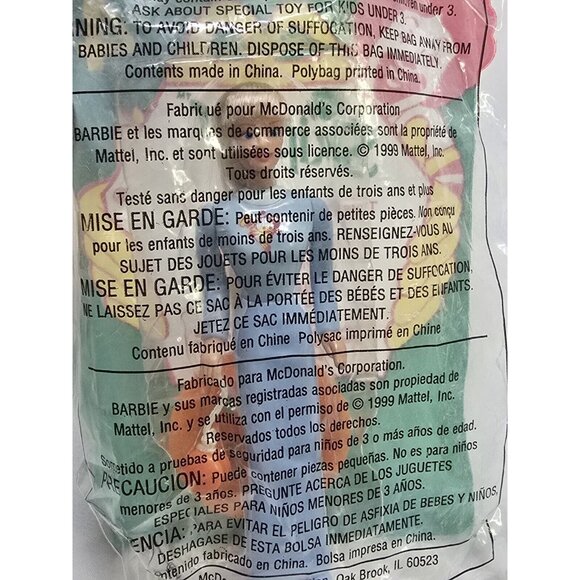 contain
children under 3.
ASK ABOUT SPECIAL TOY FOR KIDS UNDER 3.
NING: TO AVOID DANGER OF SUFFOCATION, KEEP BAG AWAY FROM
BABIES AND CHILDREN. DISPOSE OF THIS BAG IMMEDIATELY.
Contents made in China. Polybag printed in China.
Fabriqué pour McDonald's Corporation
BARBIE et les marques de commerce associées sont la propriété de
Mattel, Inc. et sont utilisées sous licence. © 1999 Mattel, Inc.
Tous droits réservés.
Testé sans danger pour les enfants de trois ans et plus
MISE EN GARDE: Peut contenir de petites pièces. Non conçu
pour les enfants de moins de trois ans. RENSEIGNEZ-VOUS AU
SUJET DES JOUETS POUR LES MOINS DE TROIS ANS.
MISE EN GARDE: POUR ÉVITER LE DANGER DE SUFFOCATION,
NE LAISSEZ PAS CE SAC À LA PORTÉE DES BÉBÉS ET DES ENFANTS.
JETEZ CE SAC IMMÉDIATEMENT.
Contenu fabriqué en Chine Polysac imprimé en Chine
Fabricado para McDonald's Corporation.
BARBIE y sus marcas registradas asociadas son propiedad de
Mattel, Inc. y se utiliza con el permiso de © 1999 Mattel, Inc.
Reservados todos los derechos.
Sometido a pruebas de seguridad para niños de 3 o más años de edad.
PRECAUCION: Puede contener piezas pequeñas. No es para niños
menores de 3 años. PREGUNTE ACERCA DE LOS JUGUETES
ESPECIALES PARA NIÑOS MENORES DE 3 AÑOS.
ENCIA: PARA EVITAR EL PELIGRO DE ASFIXIA DE BEBES Y NIÑOS,
DESHAGASE DE ESTA BOLSA INMEDIATAMENTE.
Contenido fabricado en China. Bolsa impresa en China.
Oak Brook, IL 60523